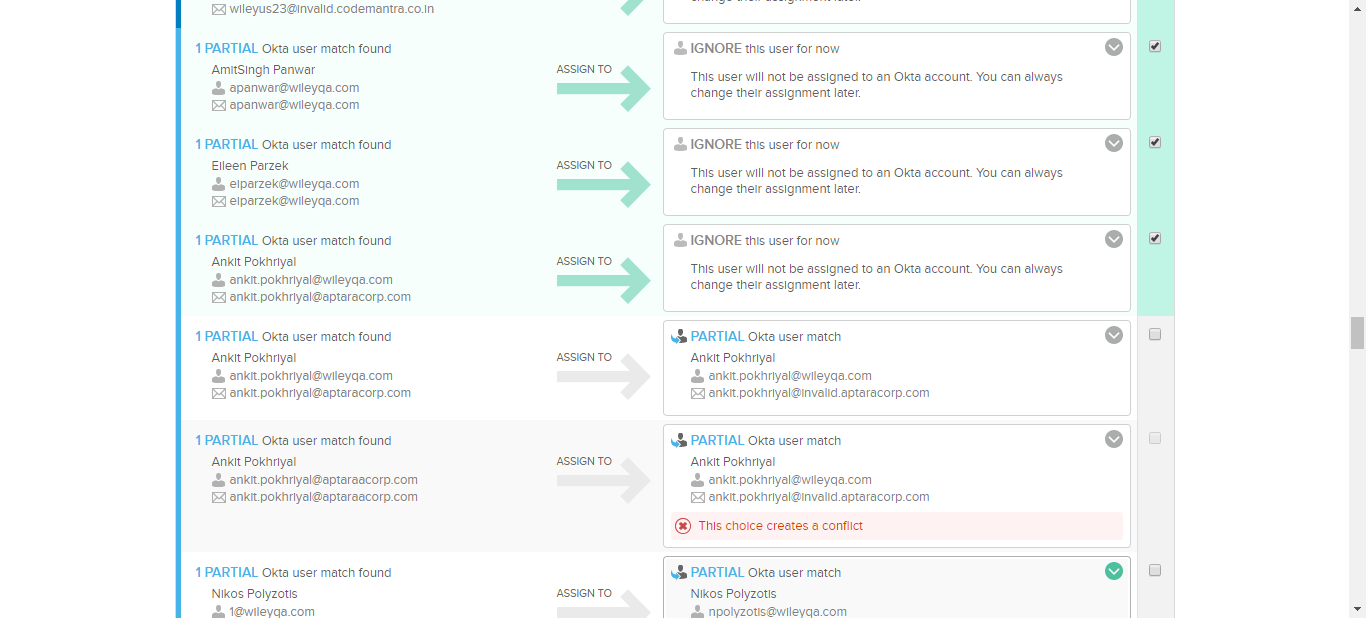 wileyus23@invalid.codemantra.co.in
1 PARTIAL Okta user match found
AmitSingh Panwar
apanwar@wileyqa.com
apanwar@wileyqa.com
ASSIGN TO
IGNORE this user for now
This user will not be assigned to an Okta account. You can always
change their assignment later.
1 PARTIAL Okta user match found
Eileen Parzek
eiparzek@wileyqa.com
eiparzek@wileyqa.com
ASSIGN TO
IGNORE this user for now
This user will not be assigned to an Okta account. You can always
change their assignment later.
1 PARTIAL Okta user match found
Ankit Pokhriyal
ankit.pokhriyal@wileyqa.com
ankit.pokhriyal@aptaracorp.com
ASSIGN TO
IGNORE this user for now
This user will not be assigned to an Okta account. You can always
change their assignment later.
1 PARTIAL Okta user match found
Ankit Pokhriyal
ankit.pokhriyal@wileyqa.com
ankit.pokhriyal@aptaracorp.com
ASSIGN TO
PARTIAL Okta user match
Ankit Pokhriyal
ankit.pokhriyal@wileyqa.com
ankit.pokhriyal@invalid.aptaracorp.com
1 PARTIAL Okta user match found
Ankit Pokhriyal
ankit.pokhriyal@aptaraacorp.com
ankit.pokhriyal@aptaraacorp.com
ASSIGN TO
PARTIAL Okta user match
Ankit Pokhriyal
ankit.pokhriyal@wileyqa.com
ankit.pokhriyal@invalid.aptaracorp.com
This choice creates a conflict
1 PARTIAL Okta user match found
Nikos Polyzotis
1@wileyqa.com
ASSIGN TO
PARTIAL Okta user match
Nikos Polyzotis
npolyzotis@wileyqa.com